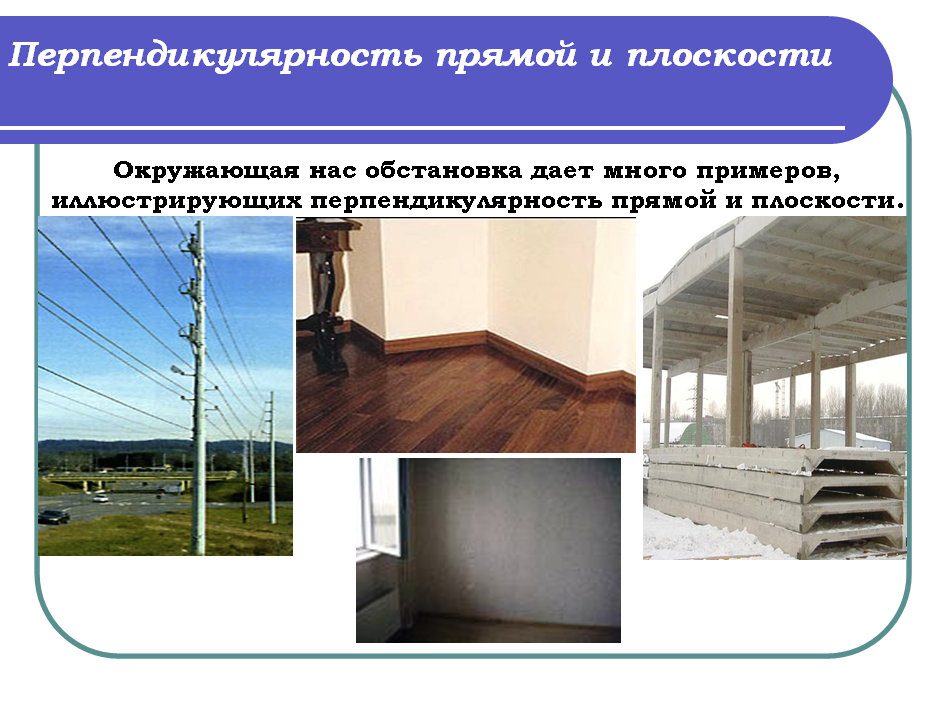 Перпендикулярность прямой и плоскости
Окружающая нас обстановка дает много примеров,
иллюстрирующих перпендикулярность прямой и плоскости.